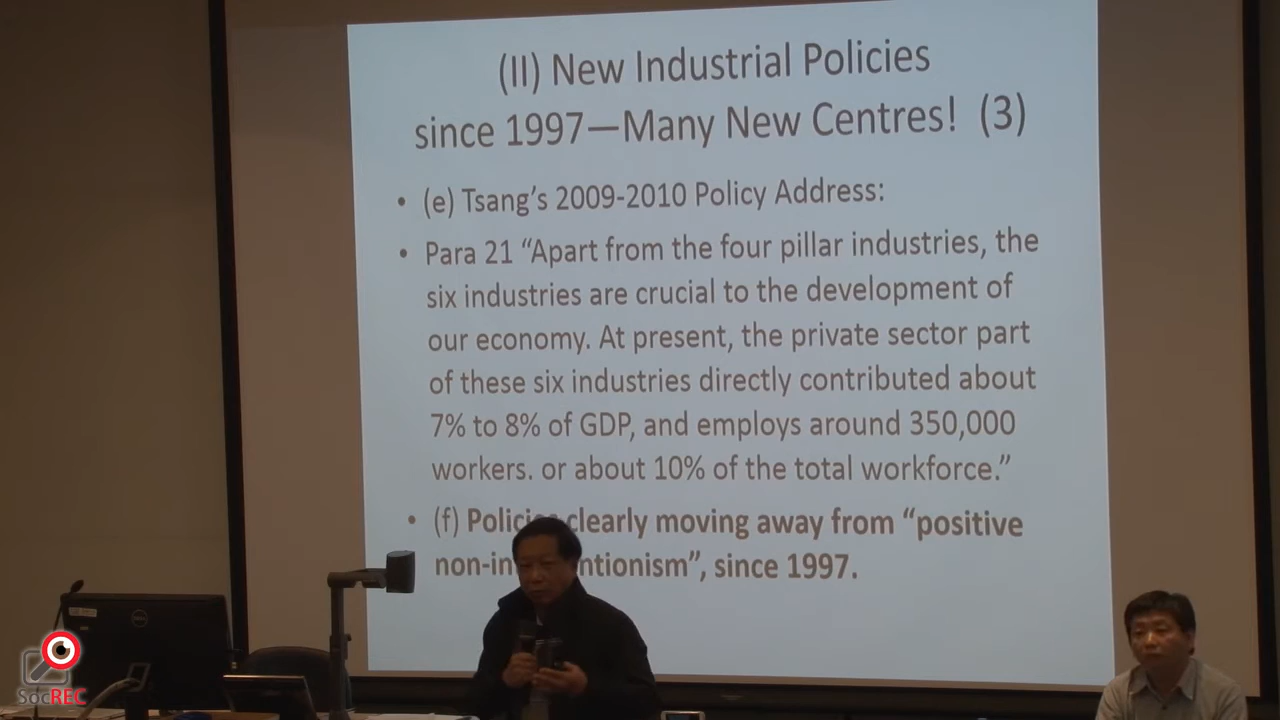 (II) New Industrial Policies
since 1997—Many New Centres! (3)
• (e) Tsang’s 2009-2010 Policy Address:
• Para 21 “Apart from the four pillar industries, the
six industries are crucial to the development of
our economy. At present, the private sector part
of these six industries directly contributed about
7% to 8% of GDP, and employs around 350,000
workers. or about 10% of the total workforce.”
• (f) Policies clearly moving away from “positive
non-in ntionism”, since 1997.
DELL
SocREC